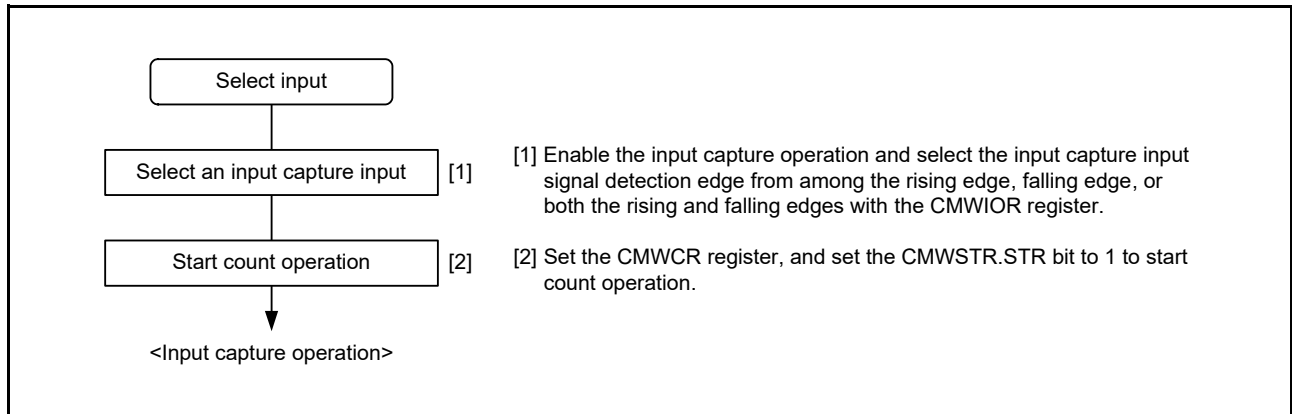 Select input
Select an input capture input [1]
[1] Enable the input capture operation and select the input capture input
signal detection edge from among the rising edge, falling edge, or
both the rising and falling edges with the CMWIOR register.
Start count operation [2]
[2] Set the CMWCR register, and set the CMWSTR.STR bit to 1 to start
count operation.
<Input capture operation>